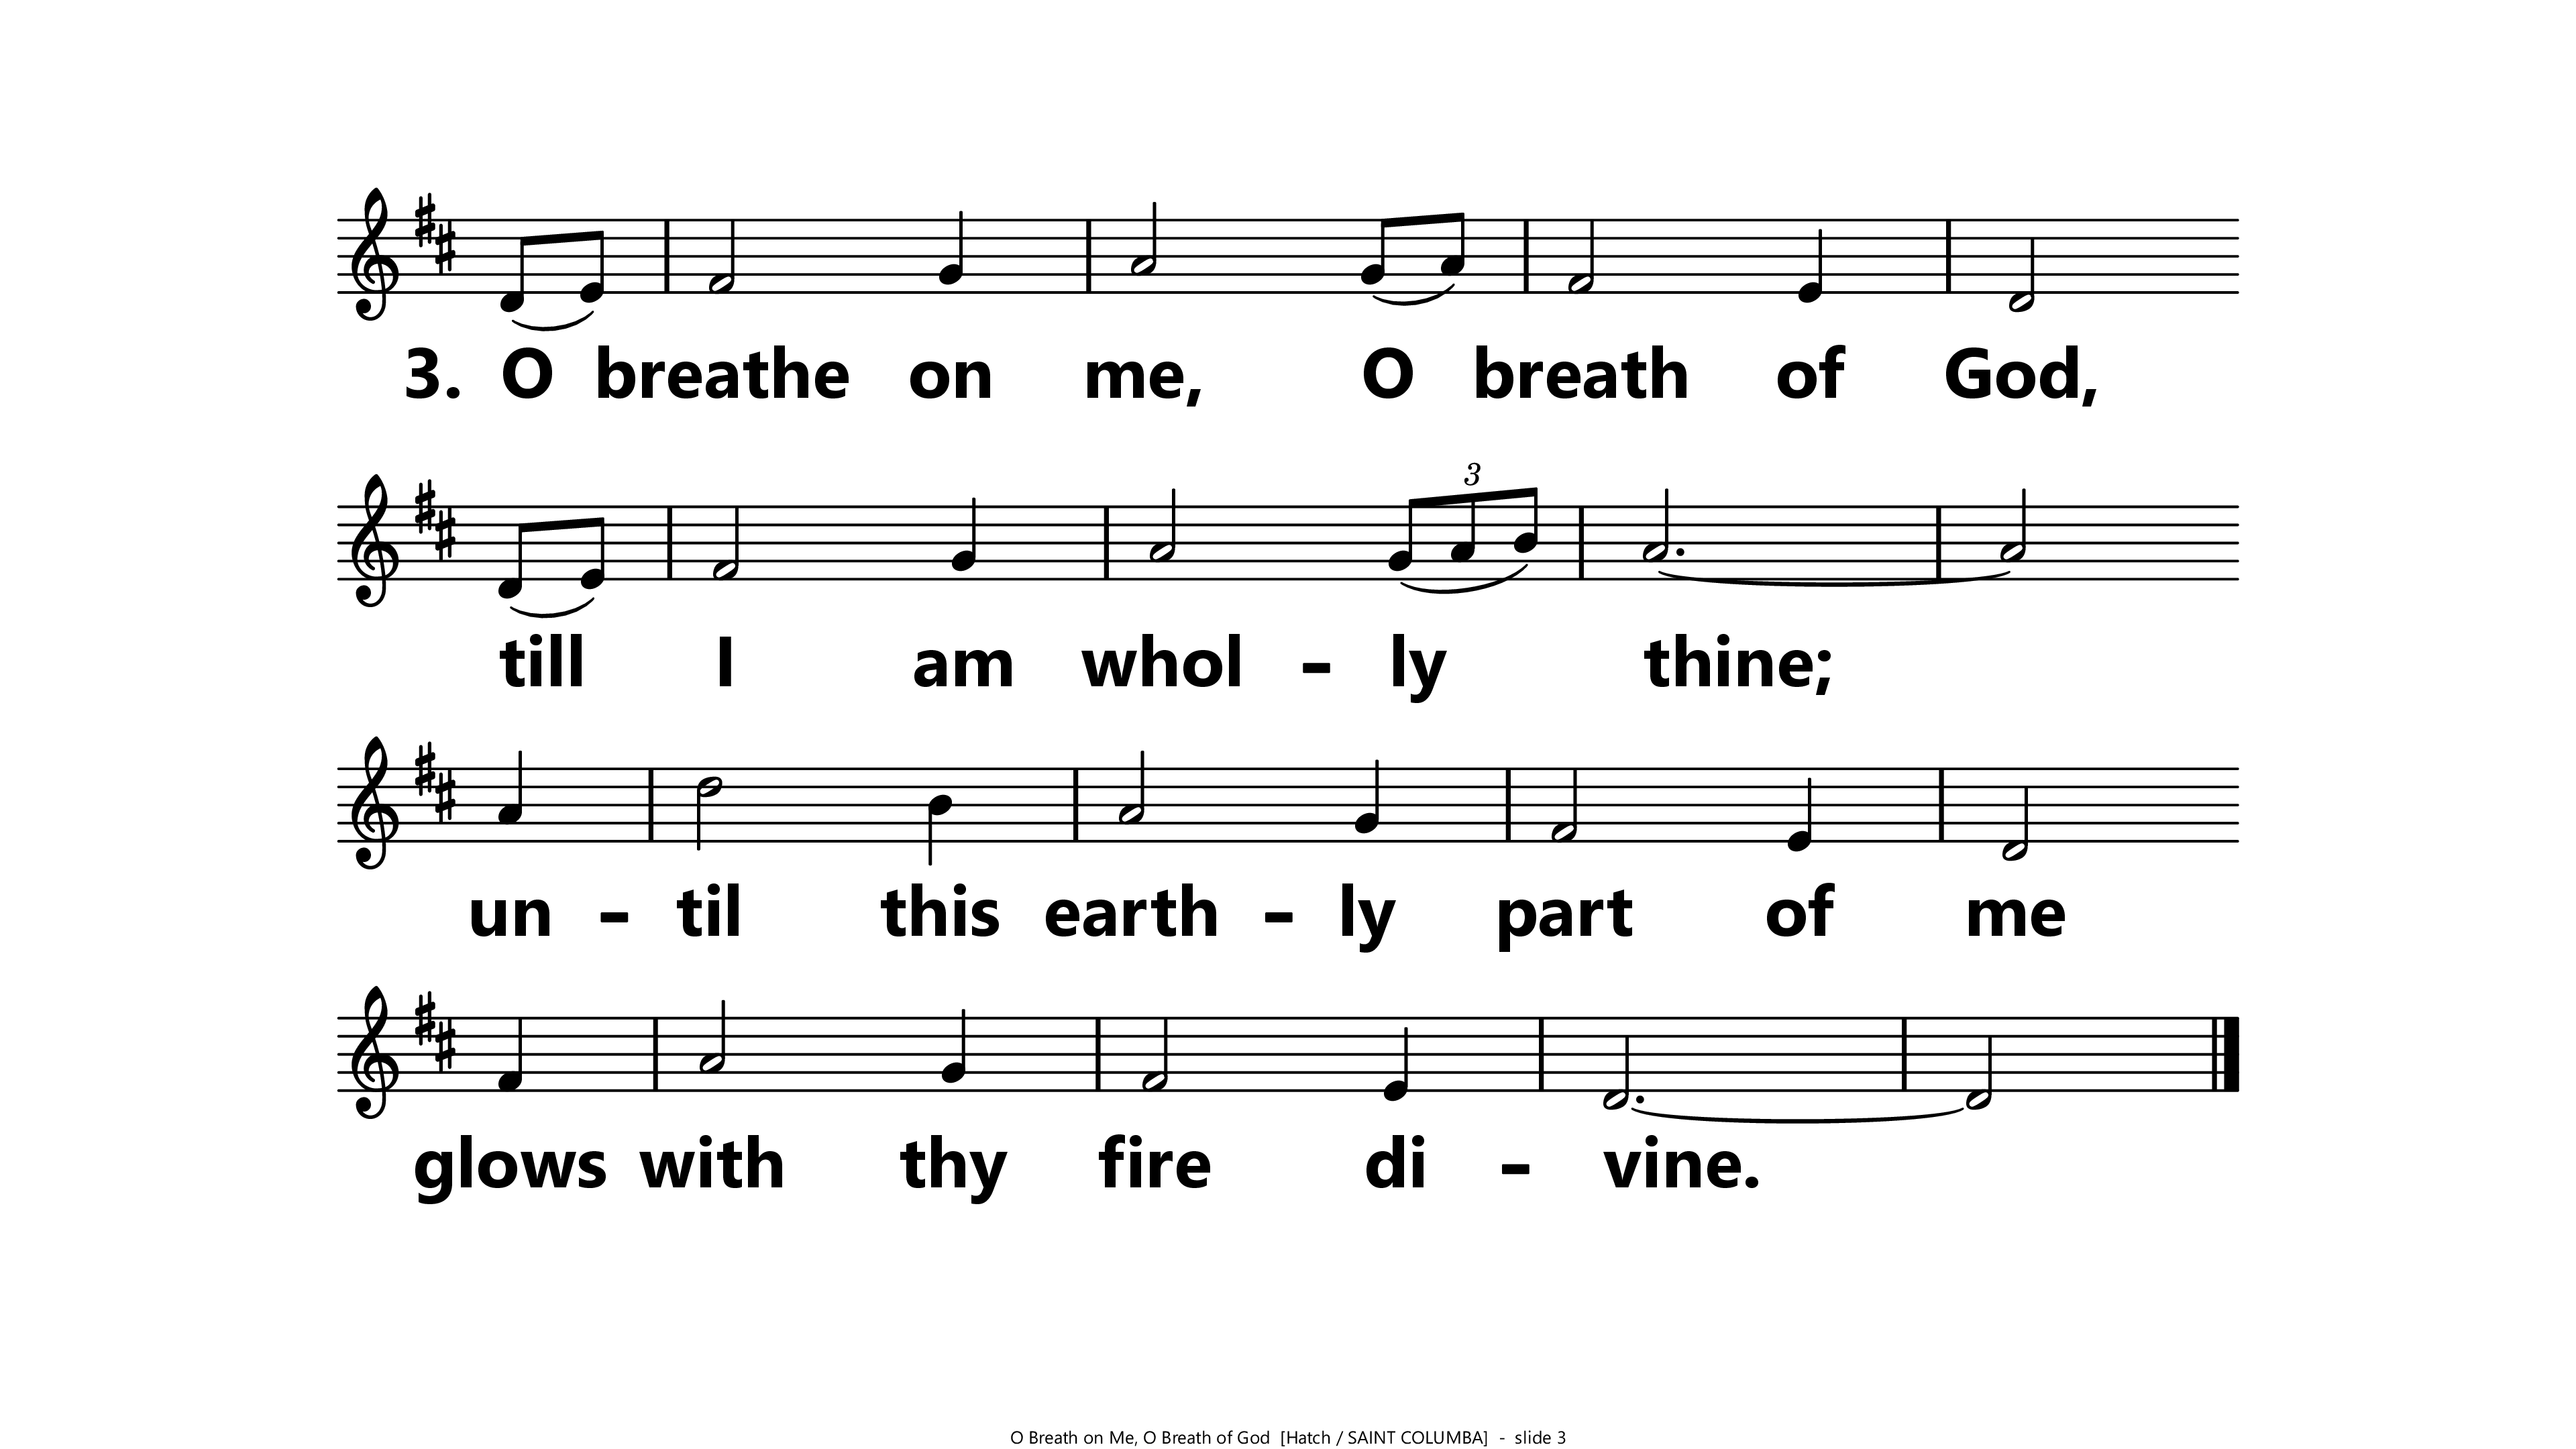 3. O breathe on me, O breath of God,
3
till I am whol - ly thine;
un - til this earth - ly part of me
glows with thy fire di - vine.
O Breath on Me, O Breath of God [Hatch / SAINT COLUMBA] - slide 3